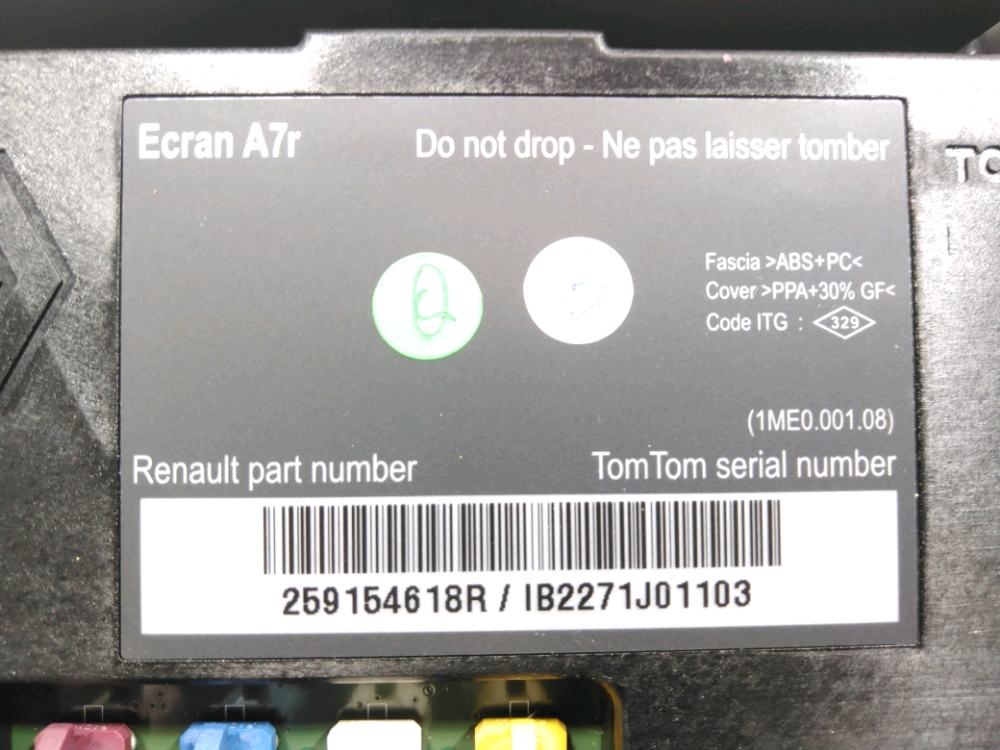 Ecran A7r
Do not drop - Ne pas laisser tomber
Fascia >ABS+PC<
Cover >PPA+30% GF<
Code ITG : 329
(1ME0.001.08)
Renault part number
TomTom serial number
259154618R / IB2271J01103